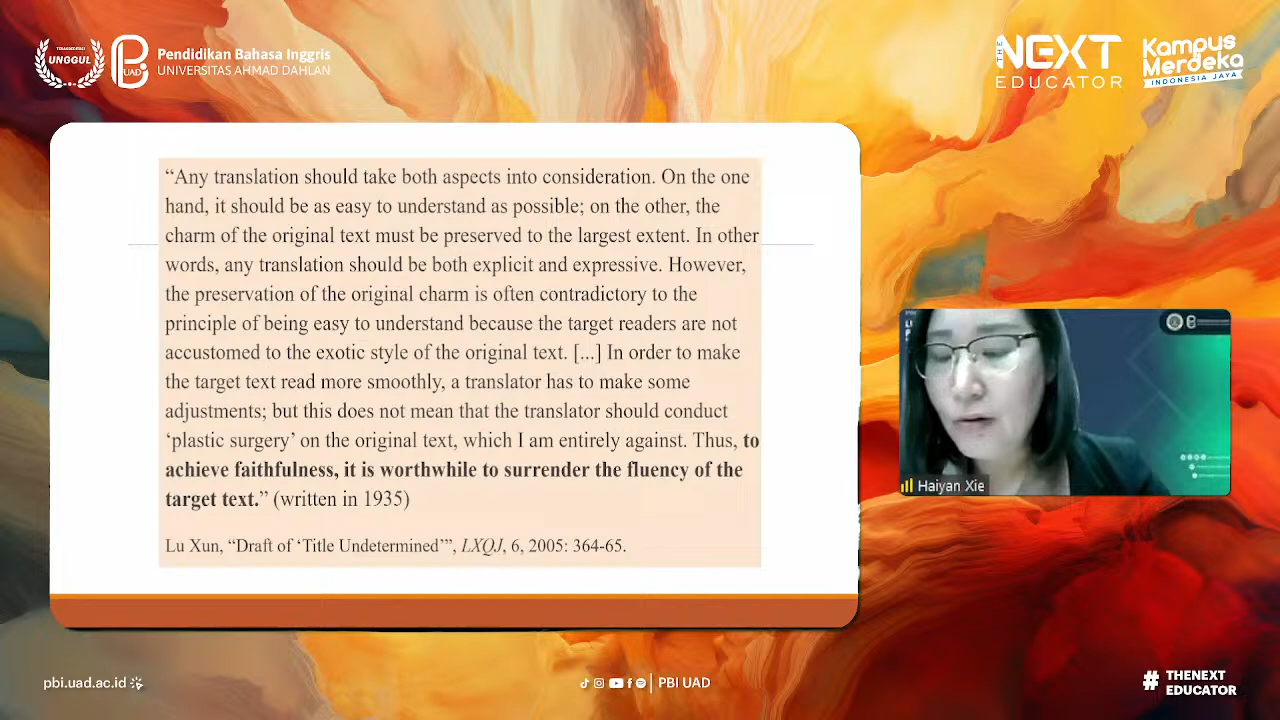 TERAKREDITASI
UNGGUL
UAD
Pendidikan Bahasa Inggris
UNIVERSITAS AHMAD DAHLAN
THE NEXT
EDUCATOR
Kampus
Merdeka
INDONESIA JAYA
“Any translation should take both aspects into consideration. On the one
hand, it should be as easy to understand as possible; on the other, the
charm of the original text must be preserved to the largest extent. In other
words, any translation should be both explicit and expressive. However,
the preservation of the original charm is often contradictory to the
principle of being easy to understand because the target readers are not
accustomed to the exotic style of the original text. [...] In order to make
the target text read more smoothly, a translator has to make some
adjustments; but this does not mean that the translator should conduct
‘plastic surgery’ on the original text, which I am entirely against. Thus, to
achieve faithfulness, it is worthwhile to surrender the fluency of the
target text.” (written in 1935)
Lu Xun, “Draft of ‘Title Undetermined’”, LXQJ, 6, 2005: 364-65.
Haiyan Xie
pbi.uad.ac.id
PBI UAD
# THENEXT
EDUCATOR